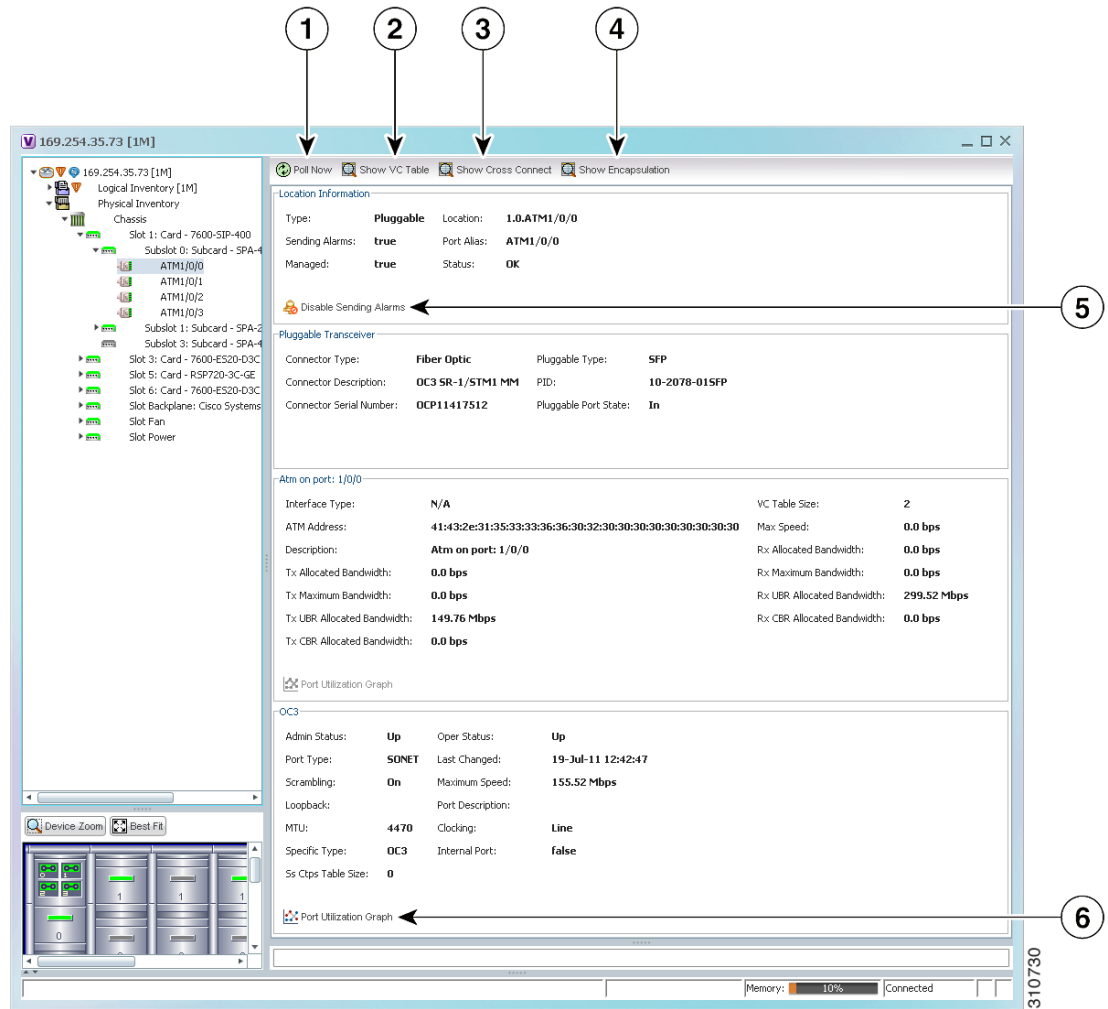 1 2 3 4
169.254.35.73 [1M]
169.254.35.73 [1M]
Logical Inventory [1M]
Physical Inventory
Chassis
Slot 1: Card - 7600-SIP-400
Subslot 0: Subcard - SPA-4
ATM1/0/0
ATM1/0/1
ATM1/0/2
ATM1/0/3
Subslot 1: Subcard - SPA-2
Subslot 3: Subcard - SPA-4
Slot 3: Card - 7600-ES20-D3C
Slot 5: Card - RSP720-3C-GE
Slot 6: Card - 7600-ES20-D3C
Slot Backplane: Cisco Systems
Slot Fan
Slot Power
Device Zoom Best Fit
1 1 1
0
Poll Now Show VC Table Show Cross Connect Show Encapsulation
Location Information
Type: Pluggable Location: 1.0.ATM1/0/0
Sending Alarms: true Port Alias: ATM1/0/0
Managed: true Status: OK
Disable Sending Alarms
5
Pluggable Transceiver
Connector Type: Fiber Optic Pluggable Type: SFP
Connector Description: OC3 SR-1/STM1 MM PID: 10-2078-01SFP
Connector Serial Number: OCP11417512 Pluggable Port State: In
Atm on port: 1/0/0
Interface Type: N/A VC Table Size: 2
ATM Address: 41:43:2e:31:35:33:33:36:36:30:32:30:30:30:30:30:30:30:30:30 Max Speed: 0.0 bps
Description: Atm on port: 1/0/0 Rx Allocated Bandwidth: 0.0 bps
Tx Allocated Bandwidth: 0.0 bps Rx Maximum Bandwidth: 0.0 bps
Tx Maximum Bandwidth: 0.0 bps Rx UBR Allocated Bandwidth: 299.52 Mbps
Tx UBR Allocated Bandwidth: 149.76 Mbps Rx CBR Allocated Bandwidth: 0.0 bps
Tx CBR Allocated Bandwidth: 0.0 bps
Port Utilization Graph
OC3
Admin Status: Up Oper Status: Up
Port Type: SONET Last Changed: 19-Jul-11 12:42:47
Scrambling: On Maximum Speed: 155.52 Mbps
Loopback: Port Description:
MTU: 4470 Clocking: Line
Specific Type: OC3 Internal Port: false
Ss Ctps Table Size: 0
Port Utilization Graph
6
Memory: 10% Connected
310730